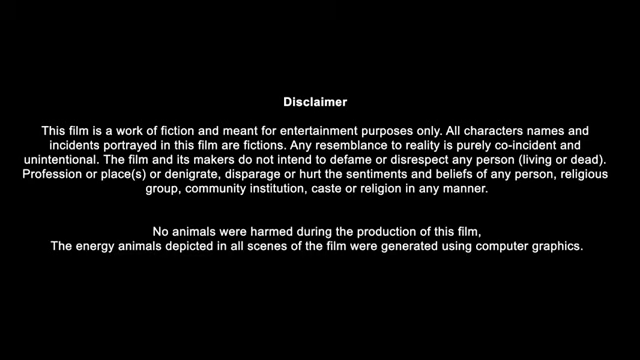 Disclaimer
This film is a work of fiction and meant for entertainment purposes only. All characters names and
incidents portrayed in this film are fictions. Any resemblance to reality is purely co-incident and
unintentional. The film and its makers do not intend to defame or disrespect any person (living or dead).
Profession or place(s) or denigrate, disparage or hurt the sentiments and beliefs of any person, religious
group, community institution, caste or religion in any manner.
No animals were harmed during the production of this film,
The energy animals depicted in all scenes of the film were generated using computer graphics.